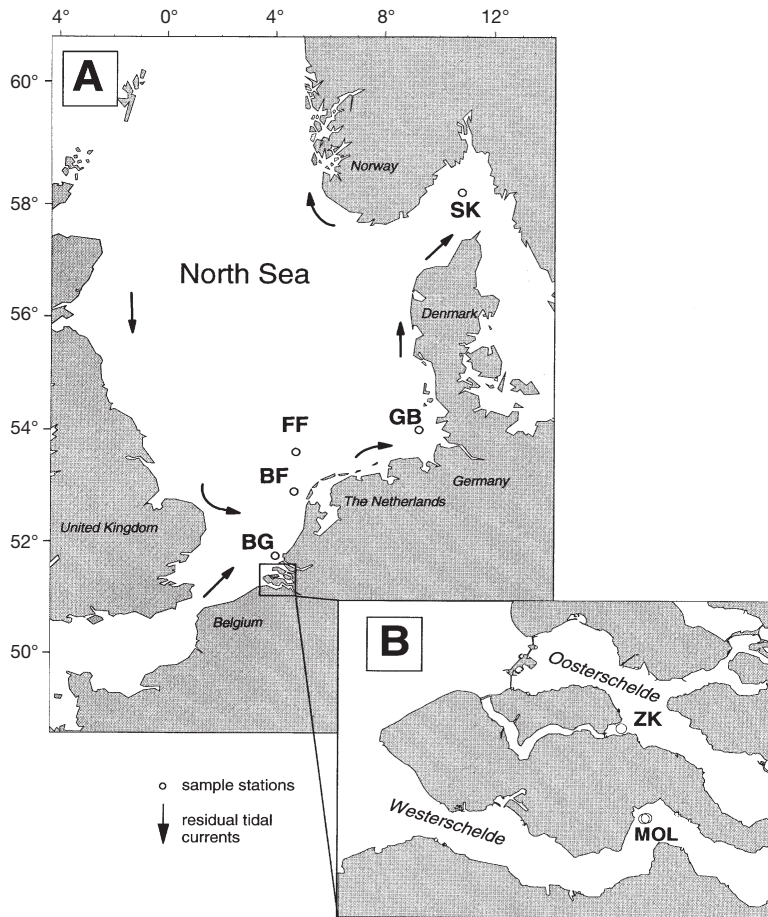 4° 0° 4° 8° 12°
A
60°
Norway
58°
SK
North Sea
56°
Denmark
54°
FF
GB
BF
Germany
The Netherlands
52°
United Kingdom
BG
50°
Belgium
B
Oosterschelde
ZK
Westerschelde
MOL
sample stations
residual tidal
currents